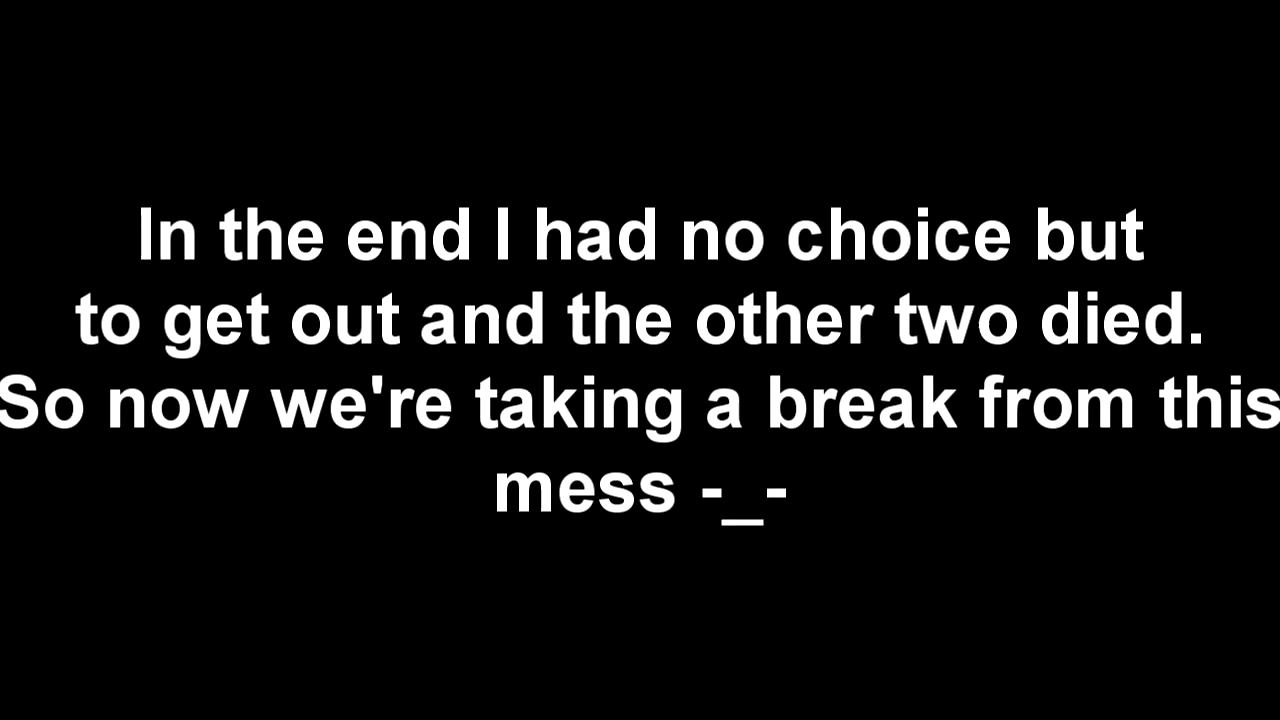 In the end I had no choice but
to get out and the other two died.
So now we're taking a break from this
mess -_-